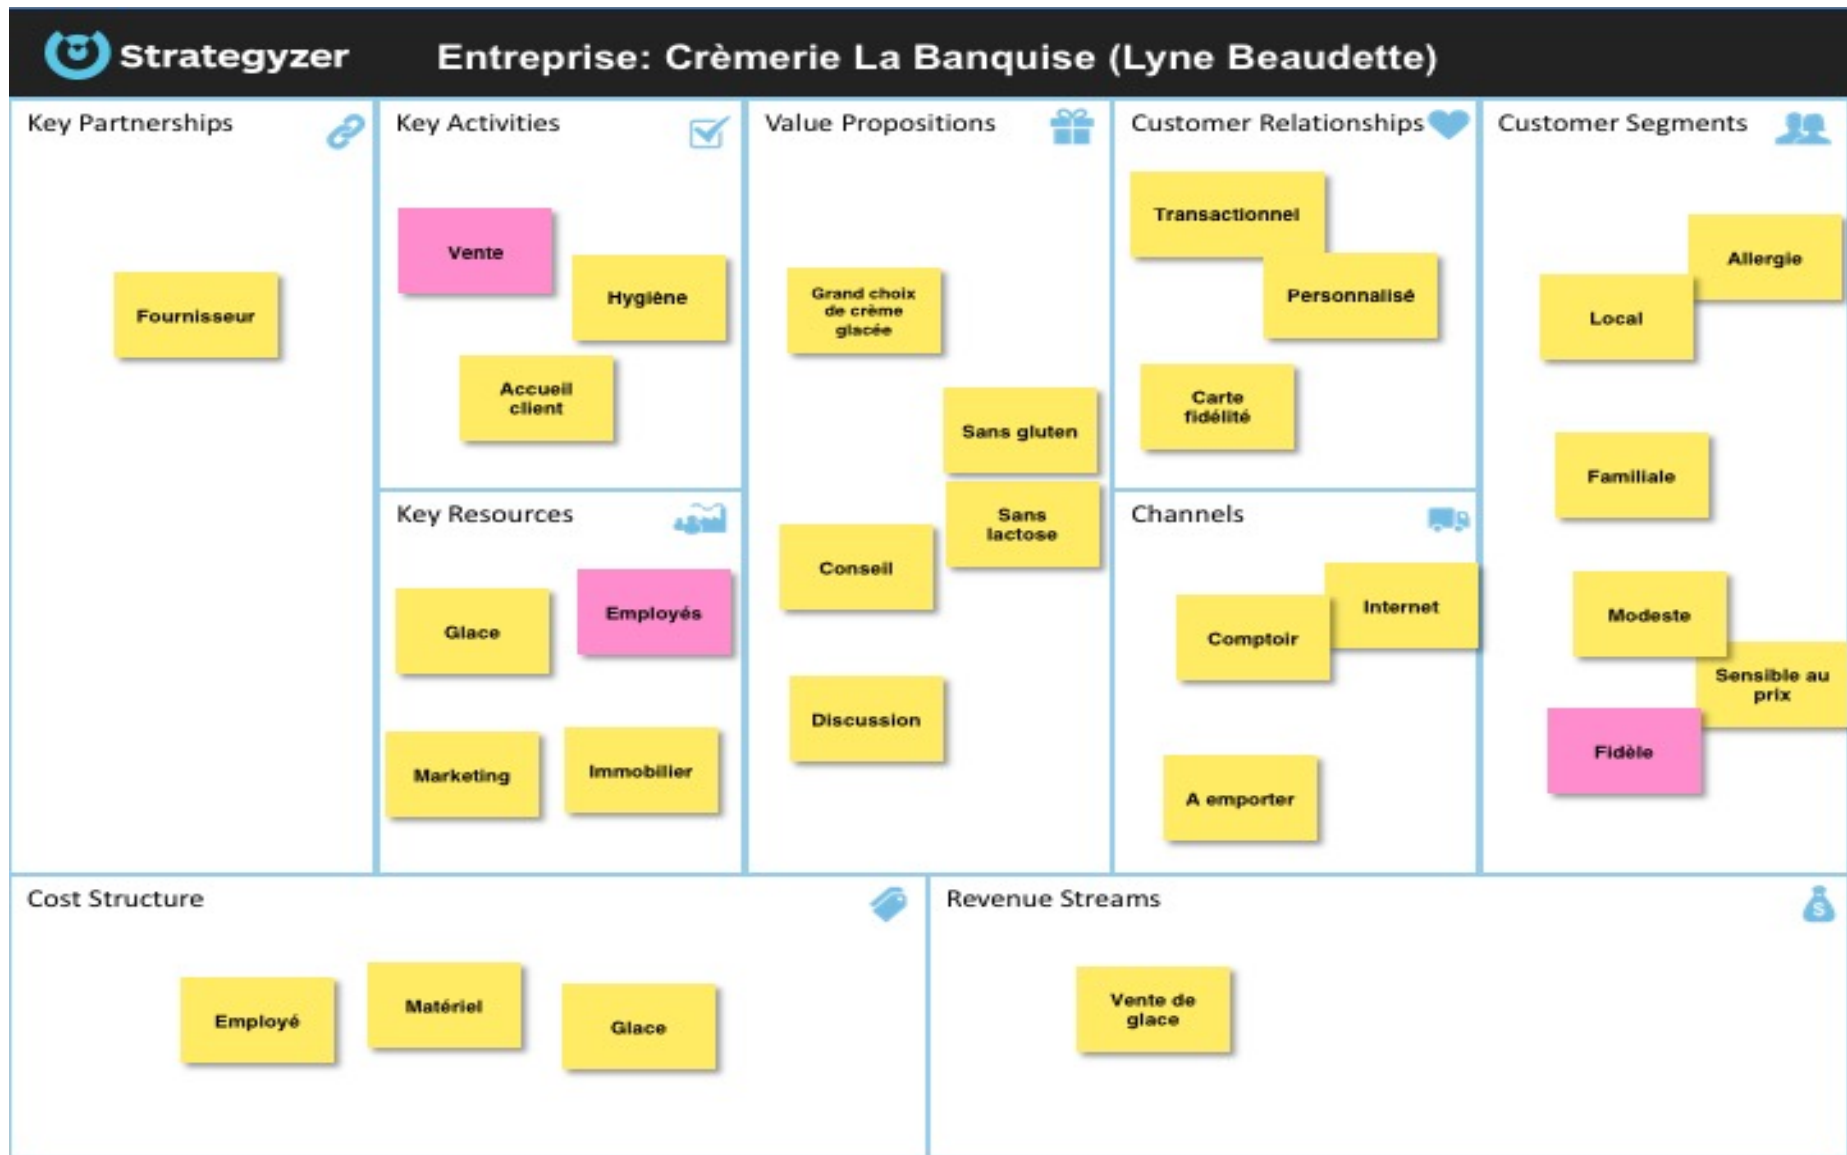 Strategyzer
Entreprise: Crèmerie La Banquise (Lyne Beaudette)
Key Partnerships
Fournisseur
Key Activities
Vente
Hygiène
Accueil
client
Key Resources
Glace
Employés
Marketing
Immobilier
Value Propositions
Grand choix
de crème
glacée
Sans gluten
Sans
lactose
Conseil
Discussion
Customer Relationships
Transactionnel
Personnalisé
Carte
fidélité
Channels
Internet
Comptoir
A emporter
Customer Segments
Allergie
Local
Familiale
Modeste
Sensible au
prix
Fidèle
Cost Structure
Employé
Matériel
Glace
Revenue Streams
$
Vente de
glace